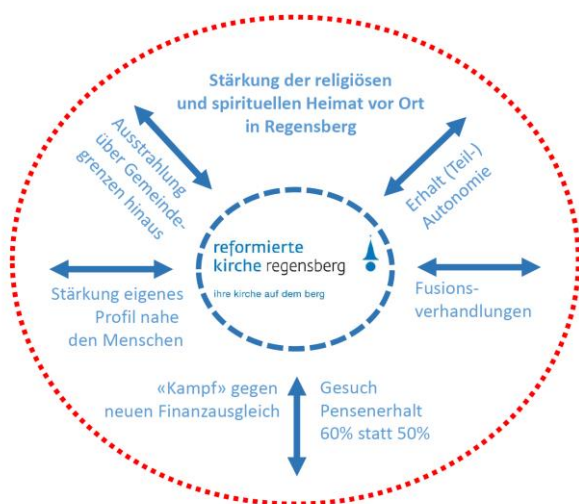 Stärkung der religiösen
und spirituellen Heimat vor Ort
in Regensberg
Ausstrahlung
über Gemeinde-
grenzen hinaus
Erhalt (Teil-)
Autonomie
reformierte
kirche regensberg
ihre kirche auf dem berg
Stärkung eigenes
Profil nahe
den Menschen
Fusions-
verhandlungen
«Kampf» gegen
neuen Finanzausgleich
Gesuch
Pensenerhalt
60% statt 50%